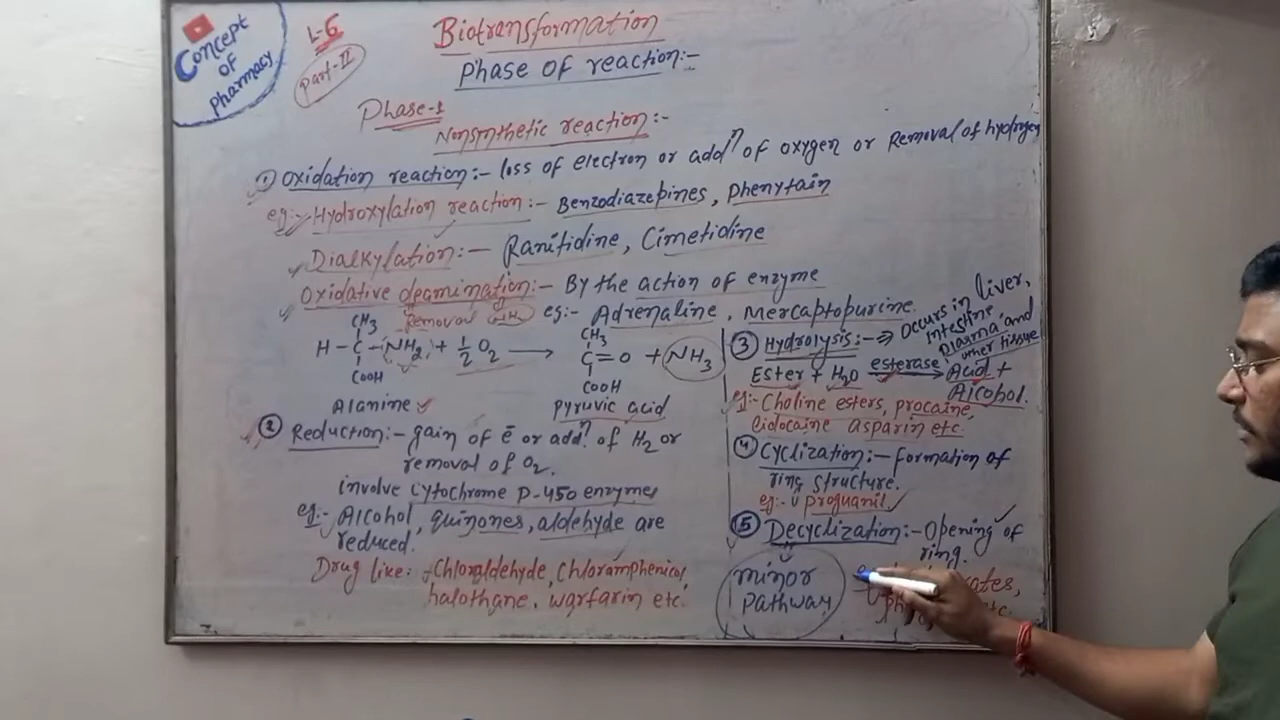 Concept
of
Pharmacy
L-6
Part-II
Biotransformation
Phase of reaction:-
Phase-1
Nonsynthetic reaction:-
① Oxidation reaction:- loss of electron or addⁿ of oxygen or Removal of hydrogen
eg:- Hydroxylation reaction:- Benzodiazepines, Phenytain
Dialkylation:- Ranitidine, Cimetidine
Oxidative deamination:- By the action of enzyme
Removal
eg:- Adrenaline, Mercaptopurine.
CH₃
H-C-NH₂ + 1/2 O₂ →
COOH
Alanine
CH₃
C=O + NH₃
COOH
Pyruvic acid
② Reduction:- gain of ē or addⁿ of H₂ or
removal of O₂.
involve cytochrome P-450 enzymes
eg:- Alcohol, quinones, aldehyde are
reduced.
Drug like:- Chloraldehyde, Chloramphenicol,
halothane, warfarin etc.
③ Hydrolysis:- ⇒ Occurs in liver,
Intestine,
Plasma and
other tissue
Ester + H₂O esterase→ Acid +
Alcohol.
eg:- Choline esters, procaine,
lidocaine asparin etc.
④ Cyclization:- formation of
ring structure.
eg:- proguanil
⑤ Decyclization:- Opening of
ring.
minor
pathway
etc.